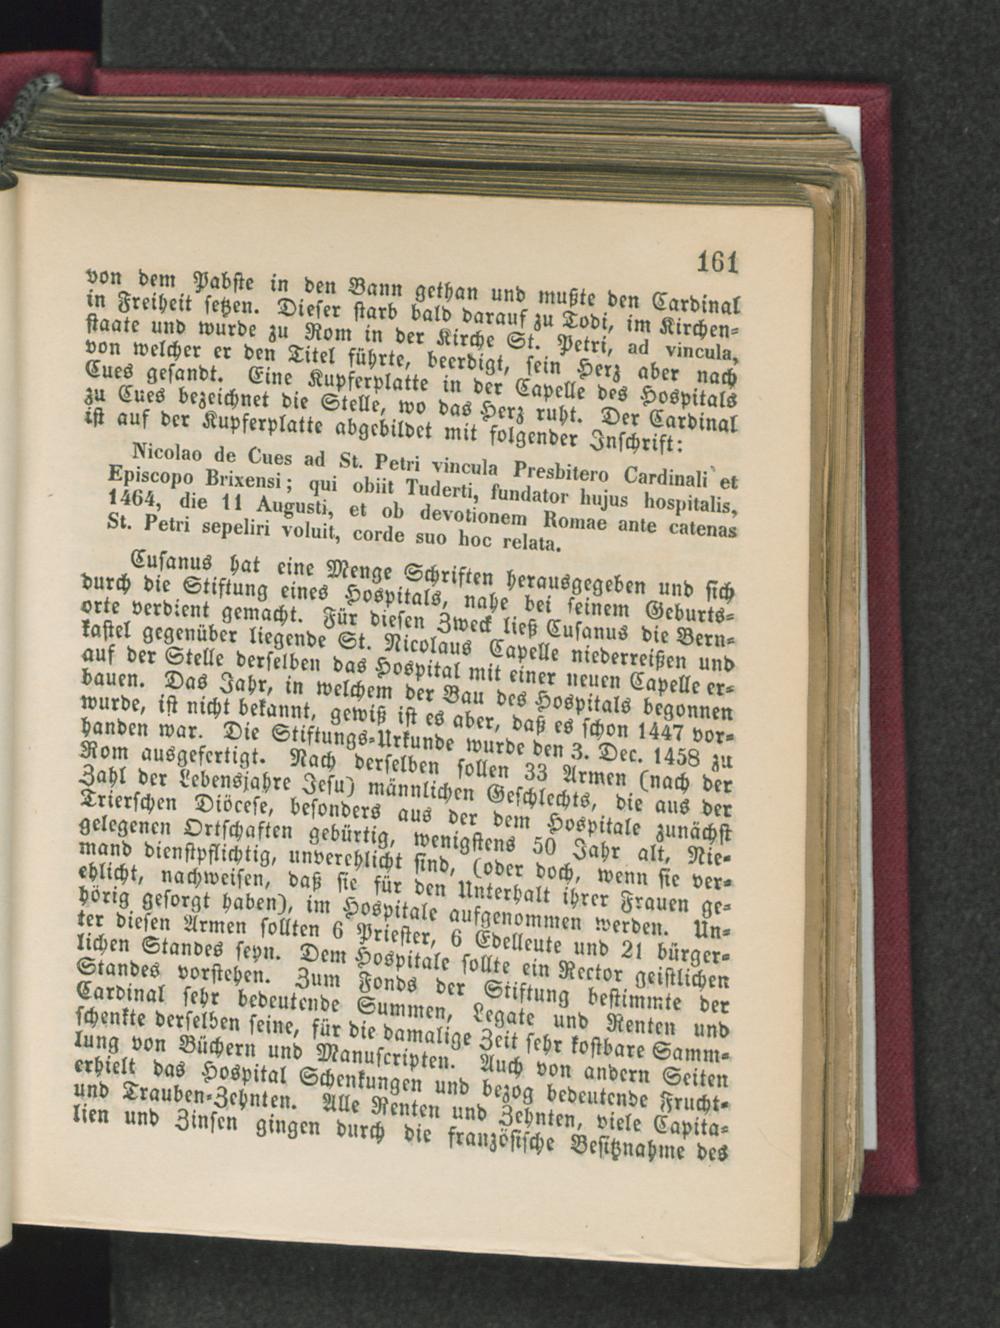 161
von dem Pabste in den Bann gethan und mußte den Cardinal
in Freiheit setzen. Dieser starb bald darauf zu Todi, im Kirchen=
staate und wurde zu Rom in der Kirche St. Petri, ad vincula,
von welcher er den Titel führte, beerdigt, sein Herz aber nach
Cues gesandt. Eine Kupferplatte in der Capelle des Hospitals
zu Cues bezeichnet die Stelle, wo das Herz ruht. Der Cardinal
ist auf der Kupferplatte abgebildet mit folgender Inschrift:
Nicolao de Cues ad St. Petri vincula Presbitero Cardinali et
Episcopo Brixensi; qui obiit Tuderti, fundator hujus hospitalis,
1464, die 11 Augusti, et ob devotionem Romae ante catenas
St. Petri sepeliri voluit, corde suo hoc relata.
Cusanus hat eine Menge Schriften herausgegeben und sich
durch die Stiftung eines Hospitals, nahe bei seinem Geburts=
orte verdient gemacht. Für diesen Zweck ließ Cusanus die Bern=
kastel gegenüber liegende St. Nicolaus Capelle niederreißen und
auf der Stelle derselben das Hospital mit einer neuen Capelle er=
bauen. Das Jahr, in welchem der Bau des Hospitals begonnen
wurde, ist nicht bekannt, gewiß ist es aber, daß es schon 1447 vor=
handen war. Die Stiftungs=Urkunde wurde den 3. Dec. 1458 zu
Rom ausgefertigt. Nach derselben sollen 33 Armen (nach der
Zahl der Lebensjahre Jesu) männlichen Geschlechts, die aus der
Trierschen Diöcese, besonders aus der dem Hospitale zunächst
gelegenen Ortschaften gebürtig, wenigstens 50 Jahr alt, Nie=
mand dienstpflichtig, unverehlicht sind, (oder doch, wenn sie ver=
ehlicht, nachweisen, daß sie für den Unterhalt ihrer Frauen ge=
hörig gesorgt haben), im Hospitale aufgenommen werden. Un=
ter diesen Armen sollten 6 Priester, 6 Edelleute und 21 bürger=
lichen Standes seyn. Dem Hospitale sollte ein Rector geistlichen
Standes vorstehen. Zum Fonds der Stiftung bestimmte der
Cardinal sehr bedeutende Summen, Legate und Renten und
schenkte derselben seine, für die damalige Zeit sehr kostbare Samm=
lung von Büchern und Manuscripten. Auch von andern Seiten
erhielt das Hospital Schenkungen und bezog bedeutende Frucht=
und Trauben=Zehnten. Alle Renten und Zehnten, viele Capita=
lien und Zinsen gingen durch die französische Besitznahme des